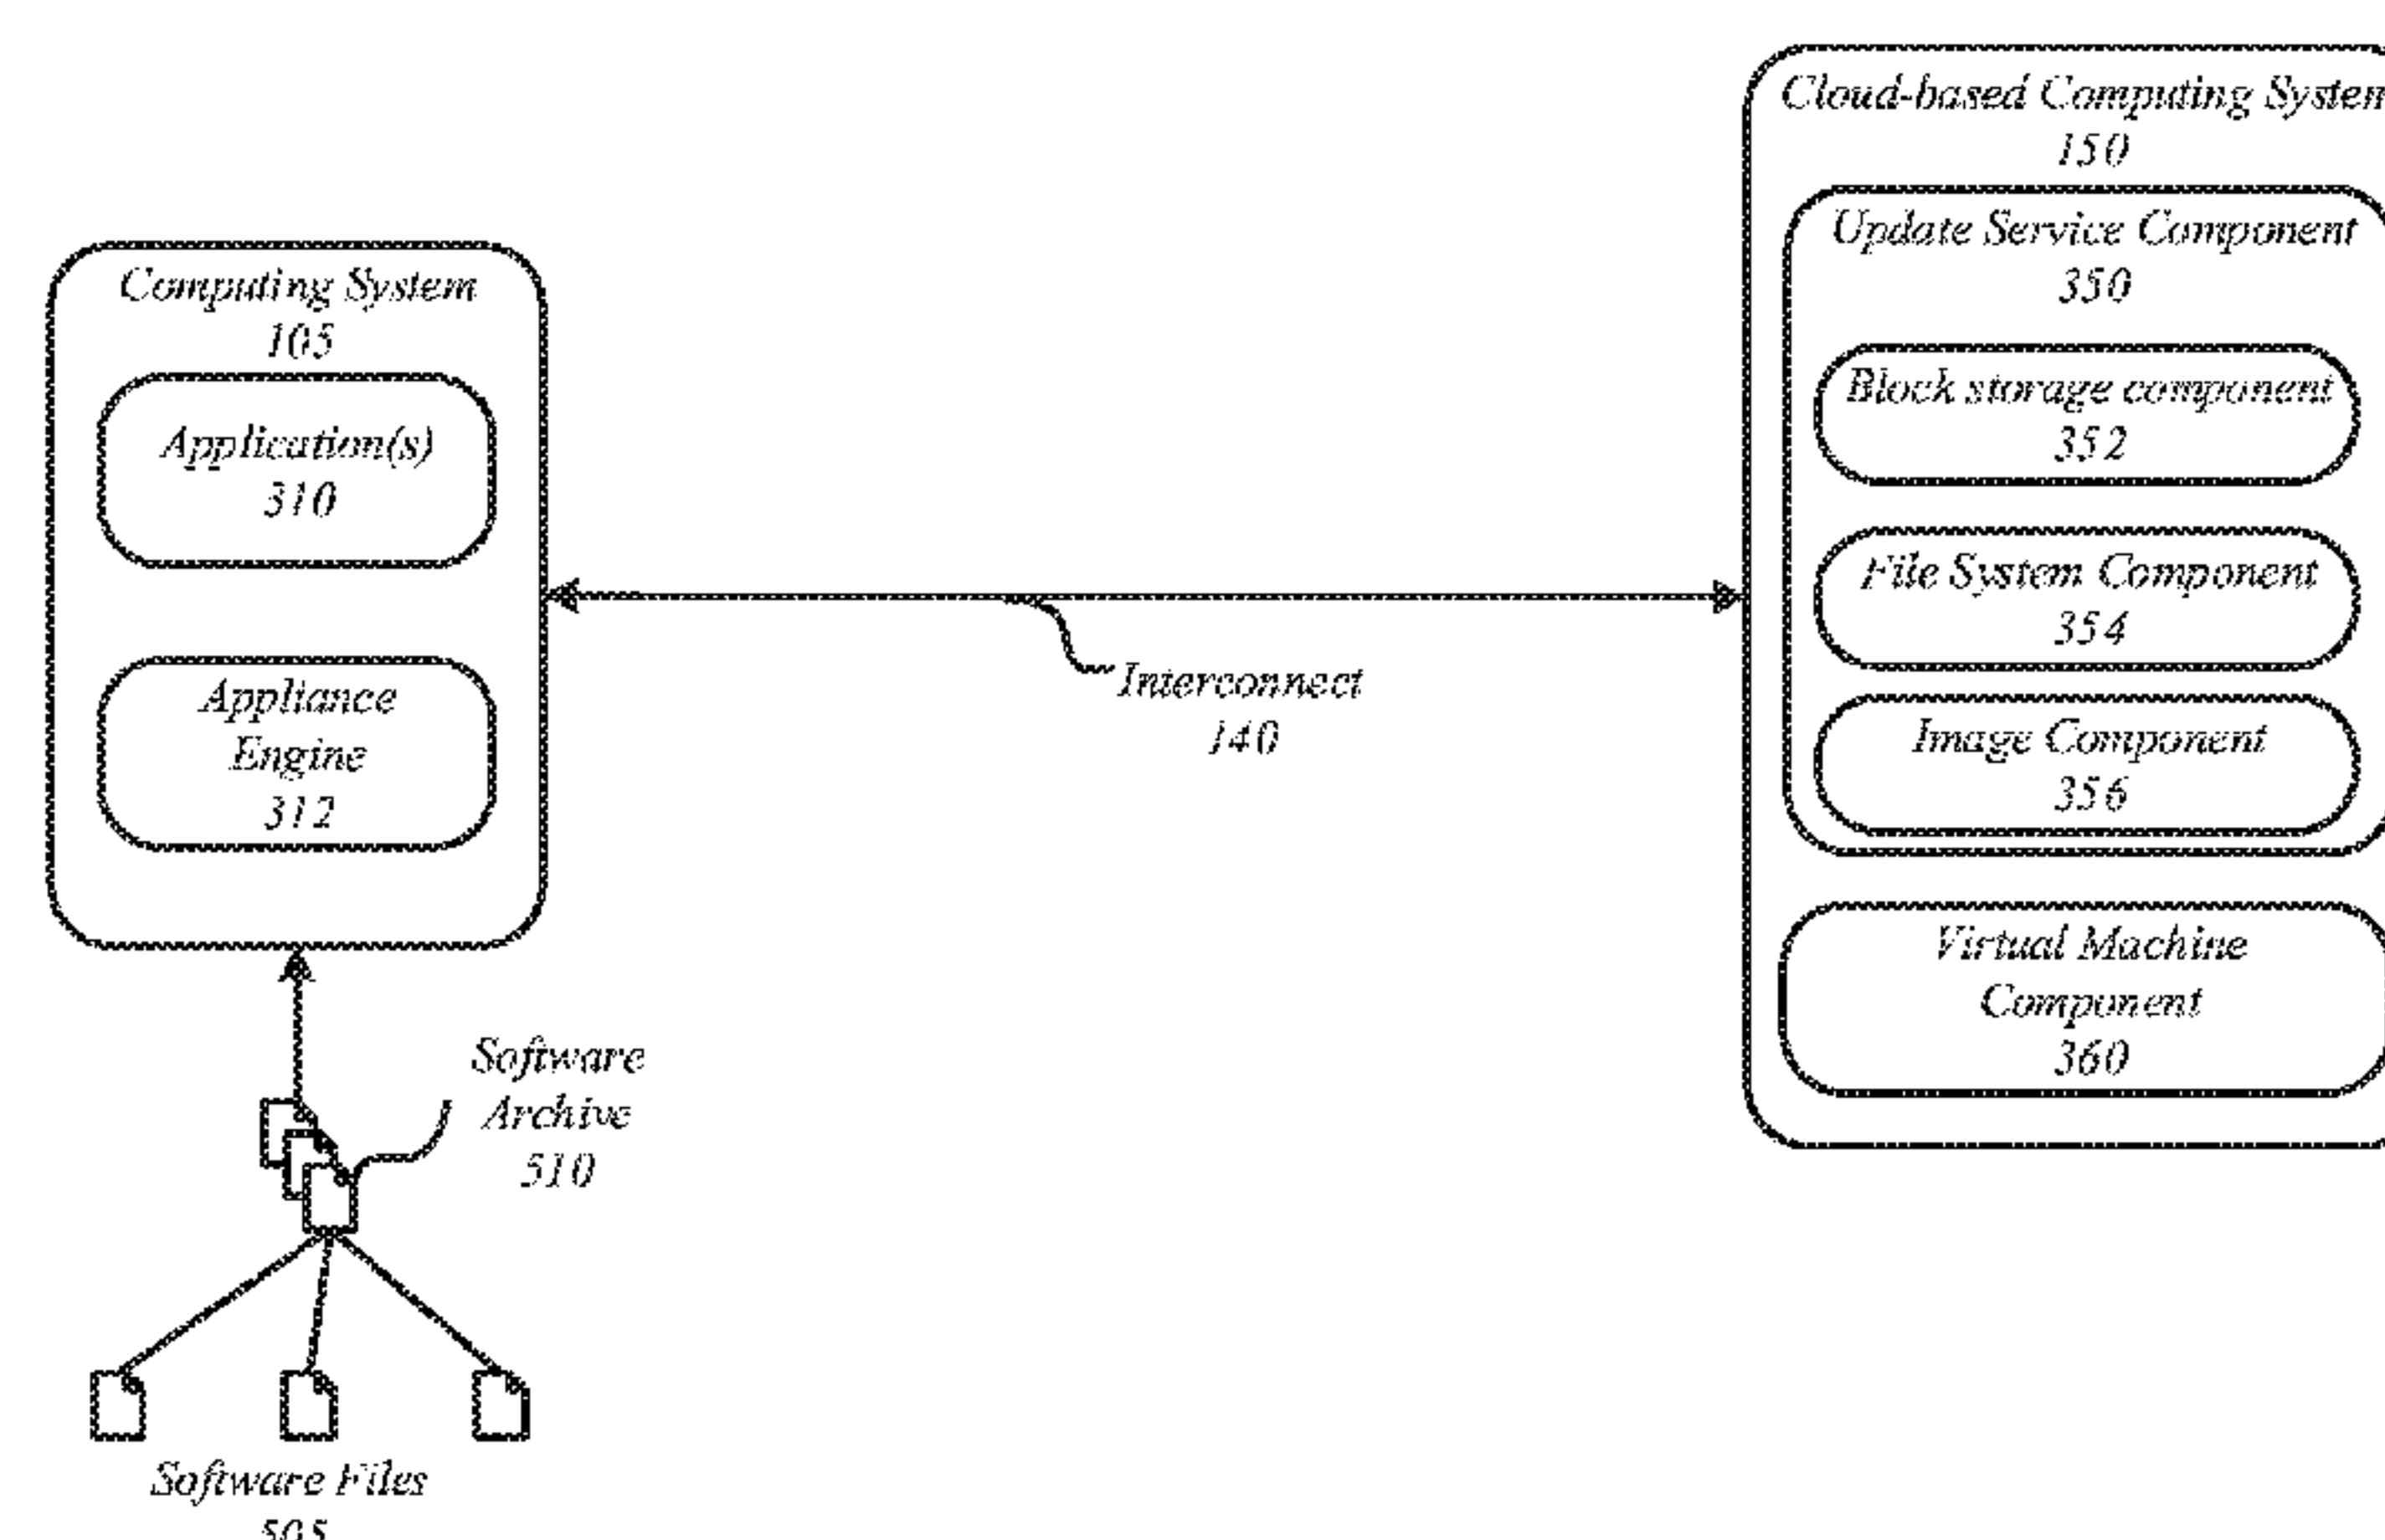 Cloud-based Computing System
150
Update Service Component
350
Block storage component
352
File System Component
354
Image Component
356
Virtual Machine
Component
360
Computing System
105
Application(s)
310
Appliance
Engine
312
Interconnect
140
Software
Archive
510
Software Files
505